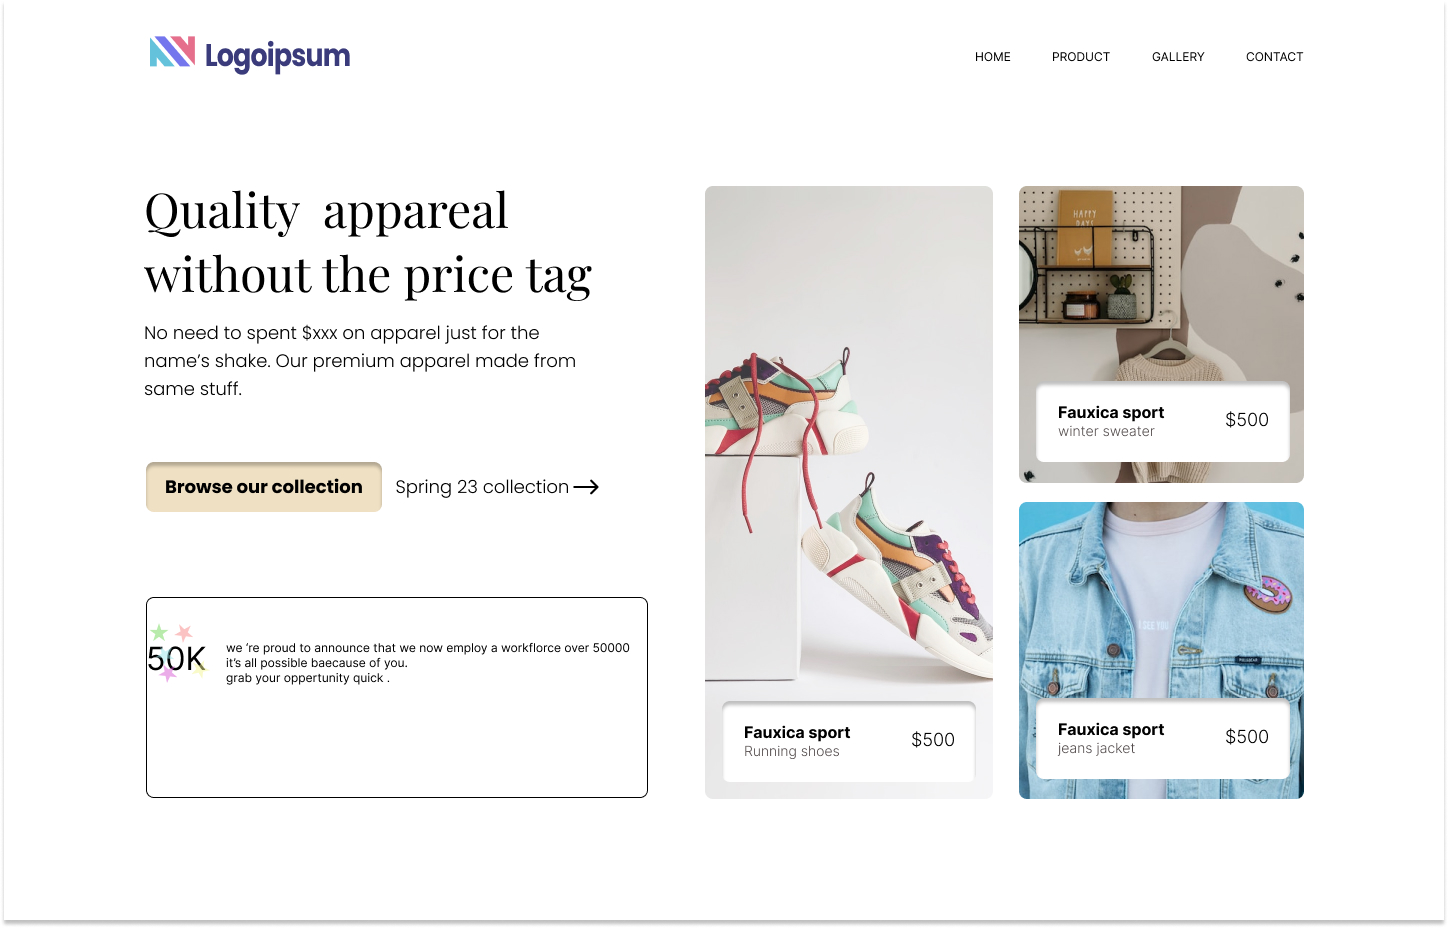 Logoipsum
HOME PRODUCT GALLERY CONTACT
Quality appareal
without the price tag
No need to spent $xxx on apparel just for the
name’s shake. Our premium apparel made from
same stuff.
Browse our collection
Spring 23 collection
50K
we ‘re proud to announce that we now employ a workflorce over 50000
it’s all possible baecause of you.
grab your oppertunity quick .
Fauxica sport
Running shoes
$500
HAPPY
DAY!
Fauxica sport
winter sweater
$500
I SEE YOU
Fauxica sport
jeans jacket
$500